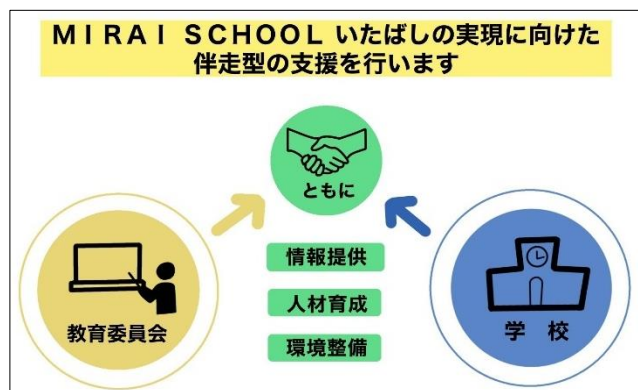 MIRAI SCHOOL いたばしの実現に向けた
伴走型の支援を行います
ともに
情報提供
人材育成
環境整備
教育委員会
学 校